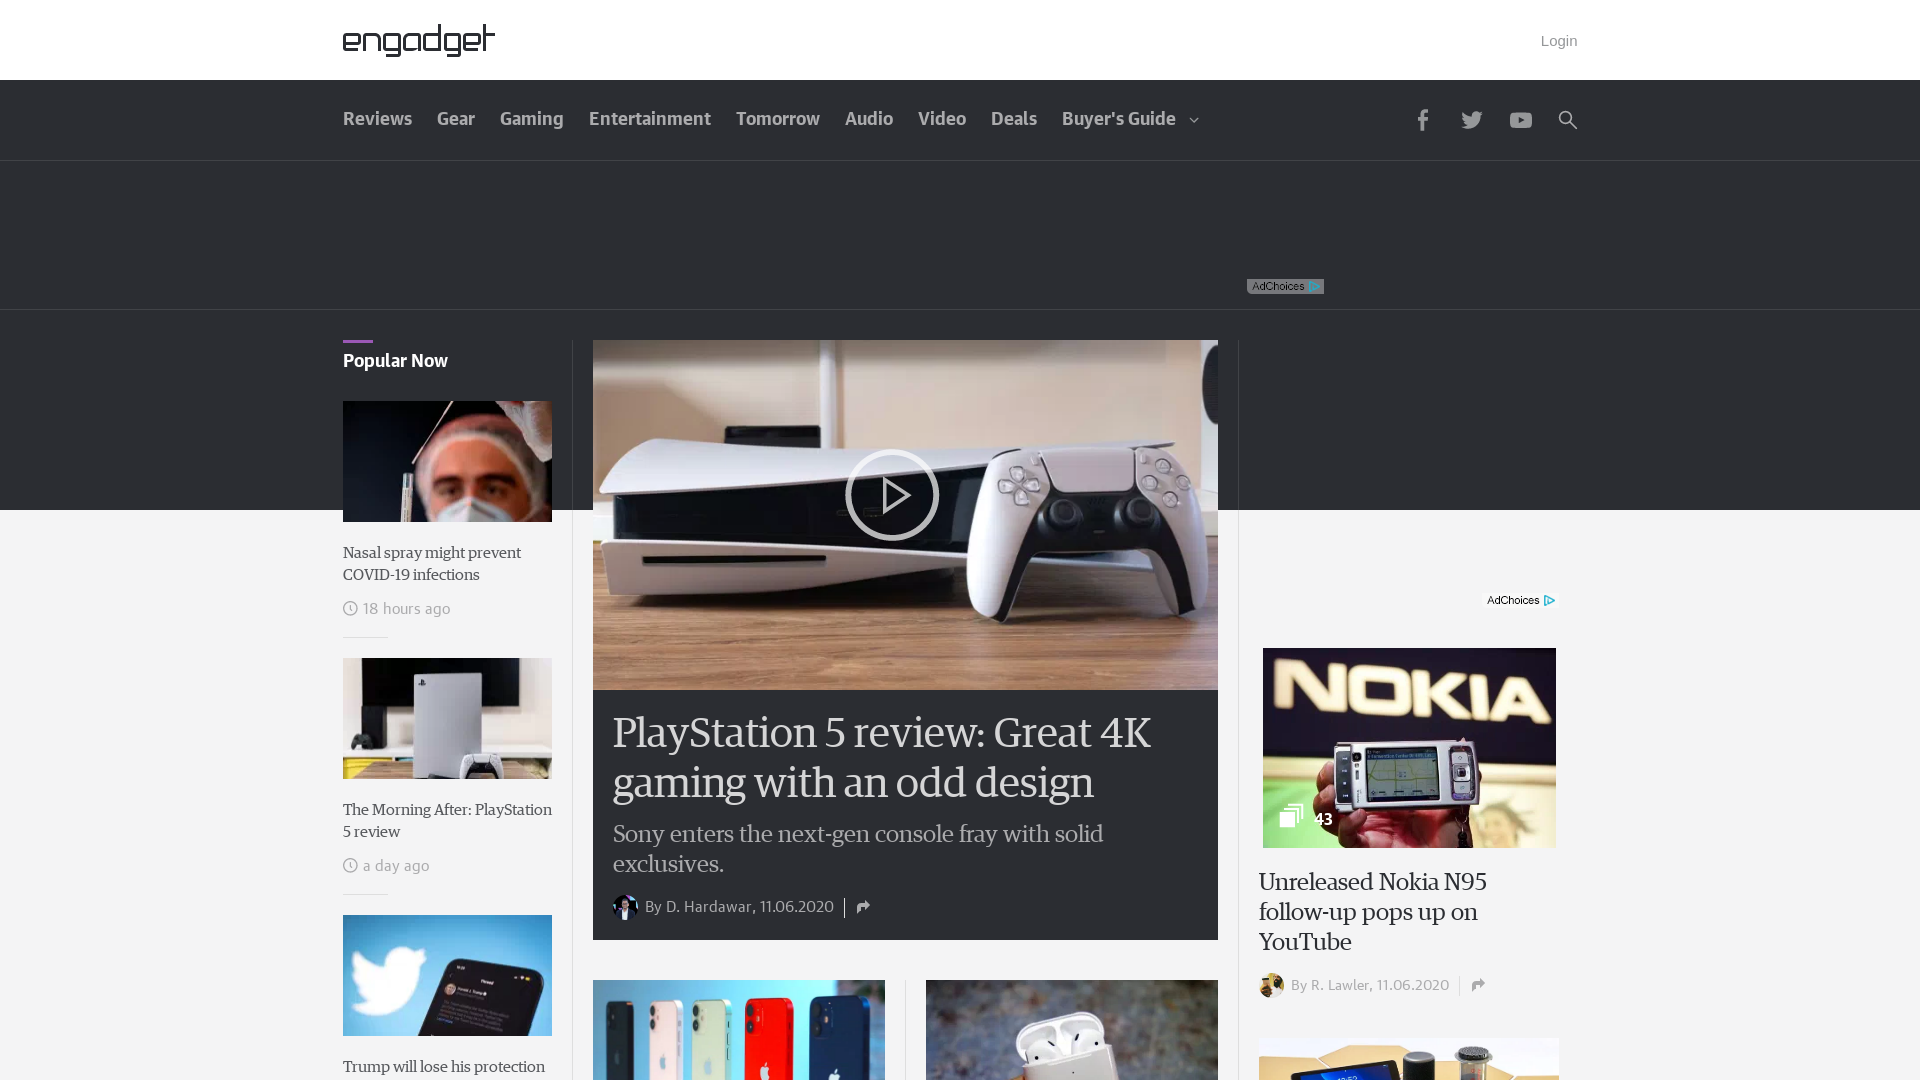 engadget
Login
Reviews
Gear
Gaming
Entertainment
Tomorrow
Audio
Video
Deals
Buyer's Guide
AdChoices
Popular Now
Nasal spray might prevent
COVID-19 infections
18 hours ago
The Morning After: PlayStation
5 review
a day ago
Trump will lose his protection
PlayStation 5 review: Great 4K
gaming with an odd design
Sony enters the next-gen console fray with solid
exclusives.
By D. Hardawar, 11.06.2020
AdChoices
NOKIA
43
Unreleased Nokia N95
follow-up pops up on
YouTube
By R. Lawler, 11.06.2020